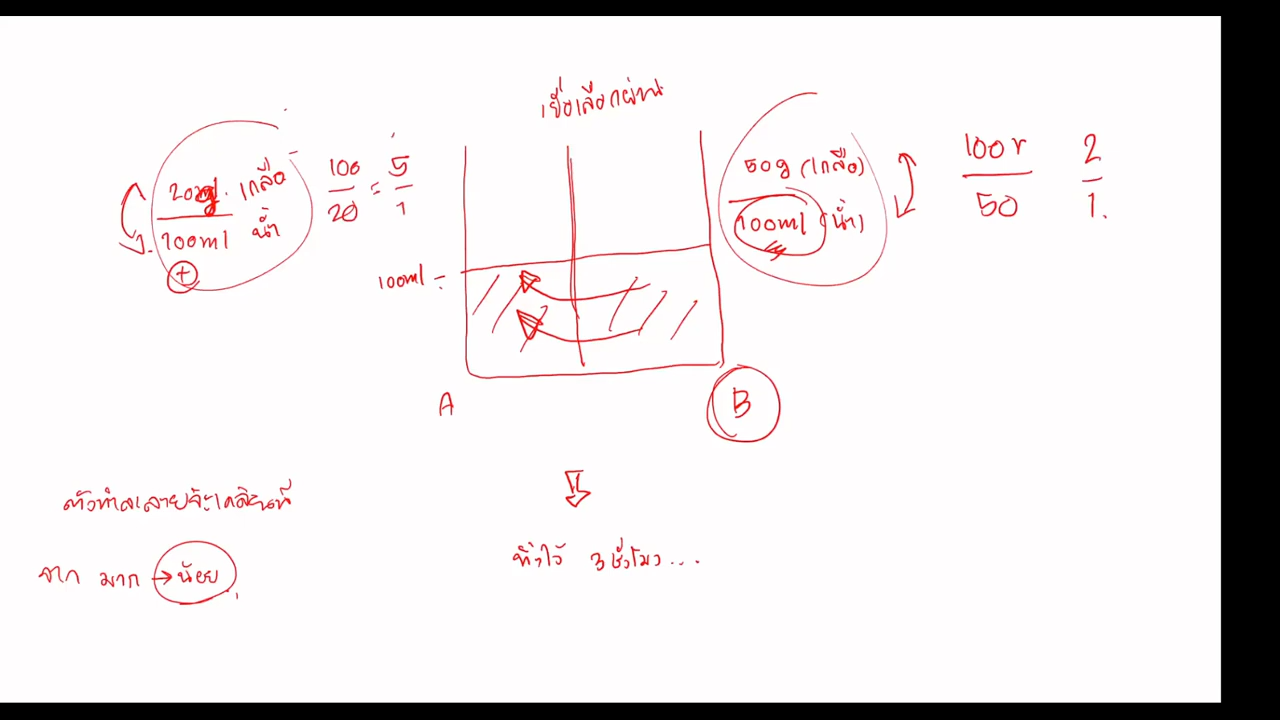 เยื่อเลือกผ่าน
20g. เกลือ
100ml น้ำ
+
100
20
=
5
1
50g (เกลือ)
100ml (น้ำ)
100
50
2
1.
100ml
A
B
ตัวทำละลายจะเคลื่อนที่
จาก มาก → น้อย
ทิ้งไว้ 3 ชั่วโมง...